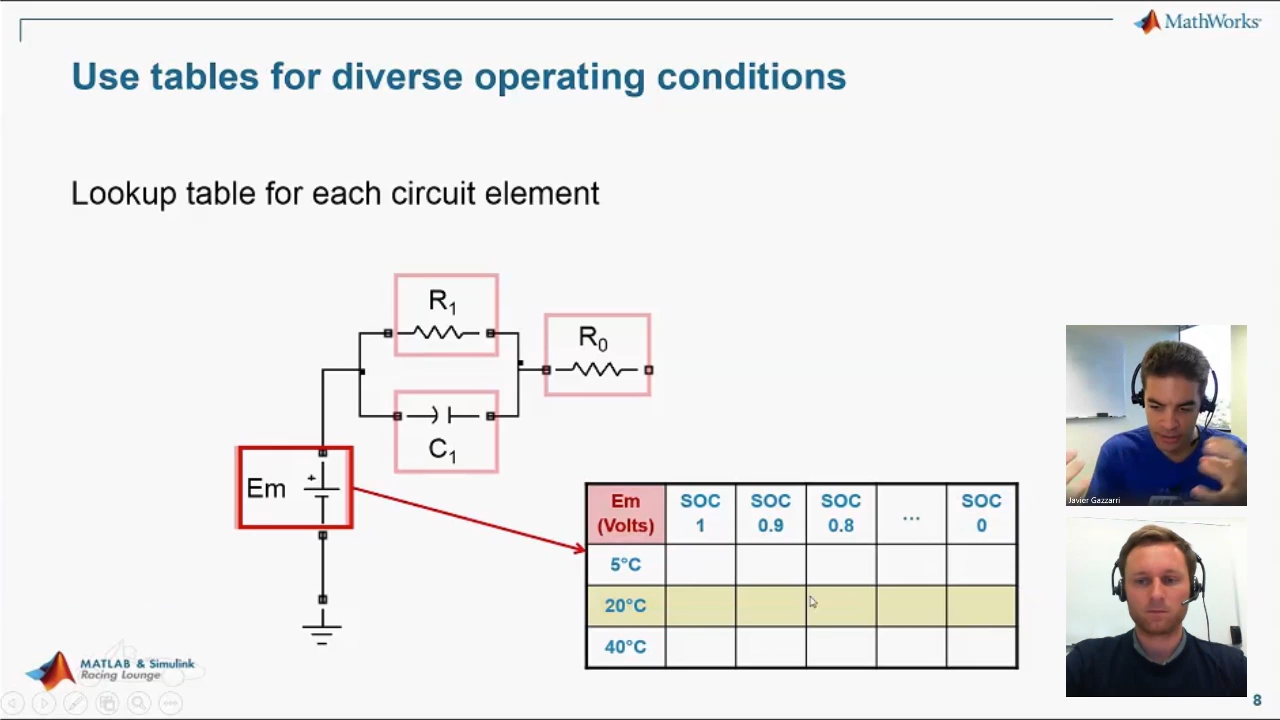 MathWorks
Use tables for diverse operating conditions
Lookup table for each circuit element
R1
R0
C1
Em
+
Em (Volts) SOC 1 SOC 0.9 SOC 0.8 ... SOC 0
5°C
20°C
40°C
Javier Gazzarri
MATLAB & Simulink
Racing Lounge
8